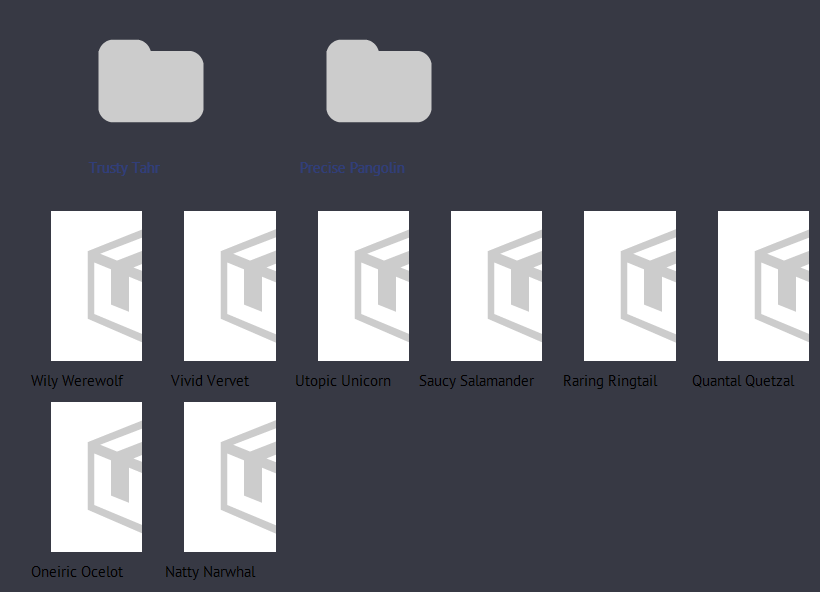 Trusty Tahr
Precise Pangolin
Wily Werewolf
Vivid Vervet
Utopic Unicorn
Saucy Salamander
Raring Ringtail
Quantal Quetzal
Oneiric Ocelot
Natty Narwhal